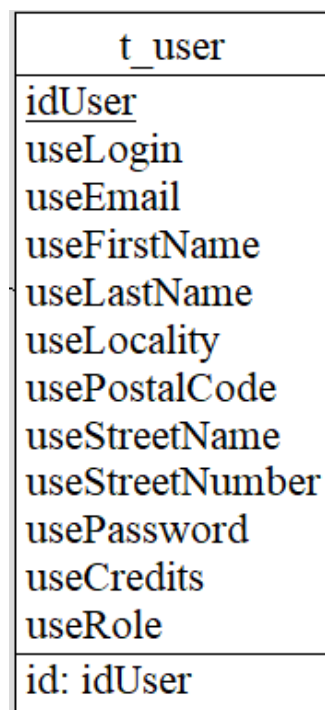 t_user
idUser
useLogin
useEmail
useFirstName
useLastName
useLocality
usePostalCode
useStreetName
useStreetNumber
usePassword
useCredits
useRole
id: idUser